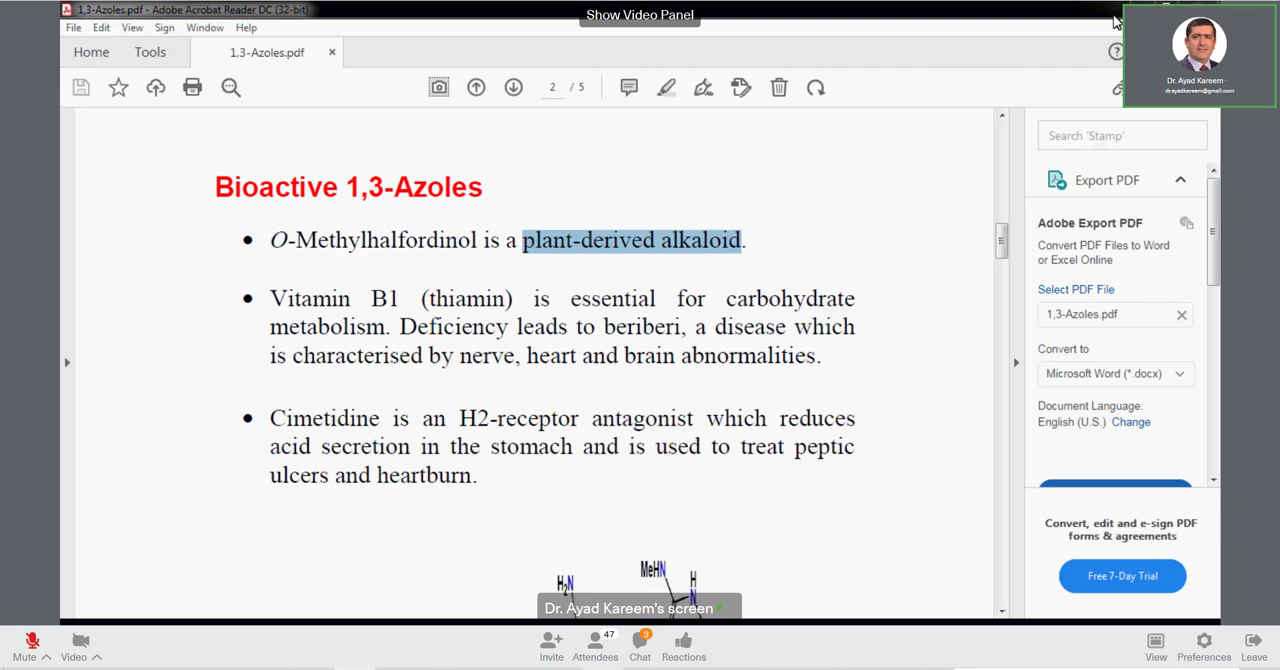 1,3-Azoles.pdf - Adobe Acrobat Reader DC (32-bit)
Show Video Panel
File Edit View Sign Window Help
Home Tools 1,3-Azoles.pdf ×
2 / 5
Dr. Ayad Kareem
dr.ayadkareem@gmail.com
Bioactive 1,3-Azoles
• O-Methylhalfordinol is a plant-derived alkaloid.
• Vitamin B1 (thiamin) is essential for carbohydrate
metabolism. Deficiency leads to beriberi, a disease which
is characterised by nerve, heart and brain abnormalities.
• Cimetidine is an H2-receptor antagonist which reduces
acid secretion in the stomach and is used to treat peptic
ulcers and heartburn.
H₂N
MeHN
H
N
Dr. Ayad Kareem's screen
Search 'Stamp'
Export PDF
Adobe Export PDF
Convert PDF Files to Word
or Excel Online
Select PDF File
1,3-Azoles.pdf
Convert to
Microsoft Word (*.docx)
Document Language:
English (U.S.) Change
Convert, edit and e-sign PDF
forms & agreements
Free 7-Day Trial
47
3
Mute Video Invite Attendees Chat Reactions View Preferences Leave